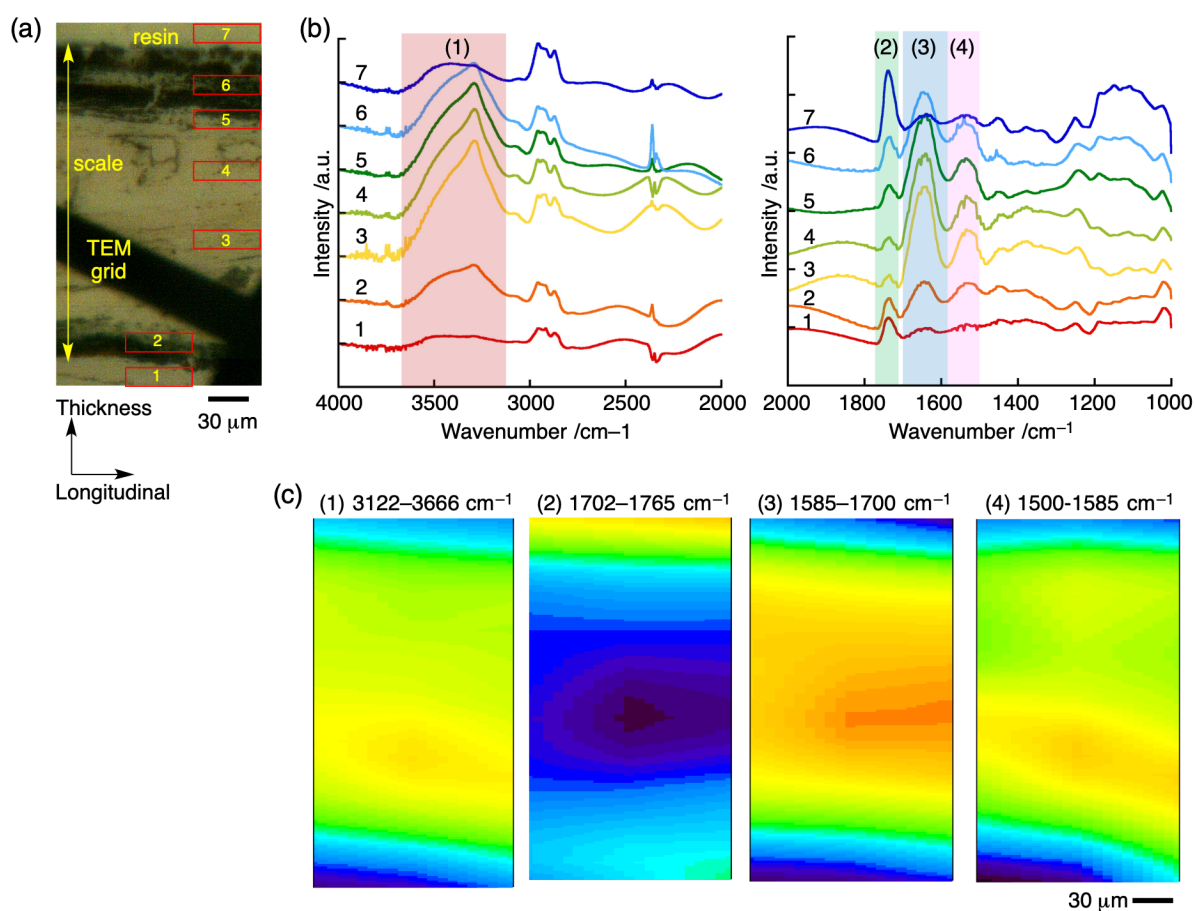 (a)
resin
7
6
5
scale
4
TEM
grid
3
2
1
Thickness
30 µm
Longitudinal
(b)
Intensity /a.u.
(1)
7
6
5
4
3
2
1
4000 3500 3000 2500 2000
Wavenumber /cm–1
Intensity /a.u.
(2) (3) (4)
7
6
5
4
3
2
1
2000 1800 1600 1400 1200 1000
Wavenumber /cm⁻¹
(c)
(1) 3122–3666 cm⁻¹
(2) 1702–1765 cm⁻¹
(3) 1585–1700 cm⁻¹
(4) 1500-1585 cm⁻¹
30 µm